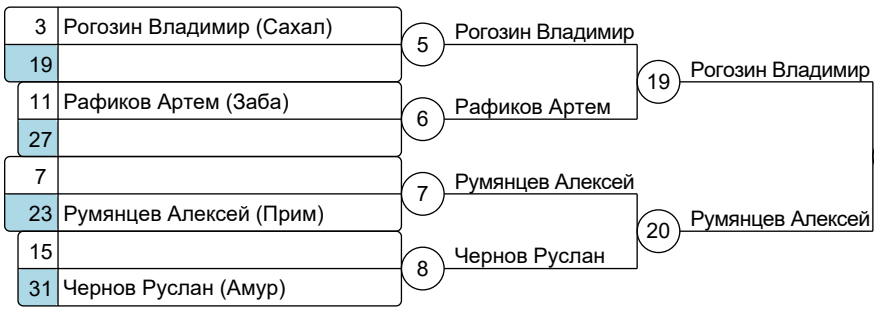 3 Рогозин Владимир (Сахал)
19
11 Рафиков Артем (Заба)
27
7
23 Румянцев Алексей (Прим)
15
31 Чернов Руслан (Амур)
5 Рогозин Владимир
6 Рафиков Артем
7 Румянцев Алексей
8 Чернов Руслан
19 Рогозин Владимир
20 Румянцев Алексей